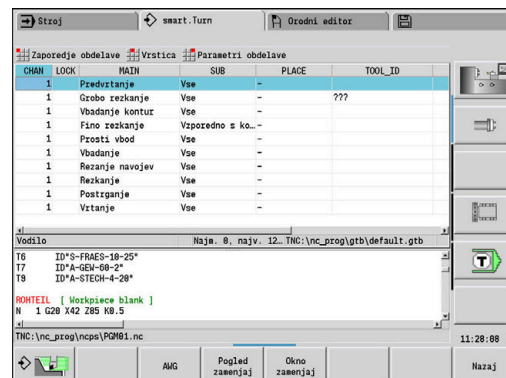 Stroj smart.Turn Orodni editor
Zaporedje obdelave Vrstica Parametri obdelave
CHAN LOCK MAIN SUB PLACE TOOL_ID
1 Predvrtanje Vse -
1 Grobo rezkanje Vse - ???
1 Vbadanje kontur Vse -
1 Fino rezkanje Vzporedno s ko… -
1 Prosti vbod Vse -
1 Vbadanje Vse -
1 Rezanje navojev Vse -
1 Rezkanje Vse -
1 Postrganje Vse -
1 Vrtanje Vse -
Vodilo Najm. 0, najv. 12… TNC:\nc_prog\gtb\default.gtb
T6 ID"S-FRAES-10-25"
T7 ID"A-GEW-60-2"
T9 ID"A-STECH-4-20"
ROHTEIL [ Workpiece blank ]
N 1 G20 X42 Z85 K0.5
TNC:\nc_prog\ncps\PGM01.nc
T
11:28:08
AWG Pogled zamenjaj Okno zamenjaj Nazaj